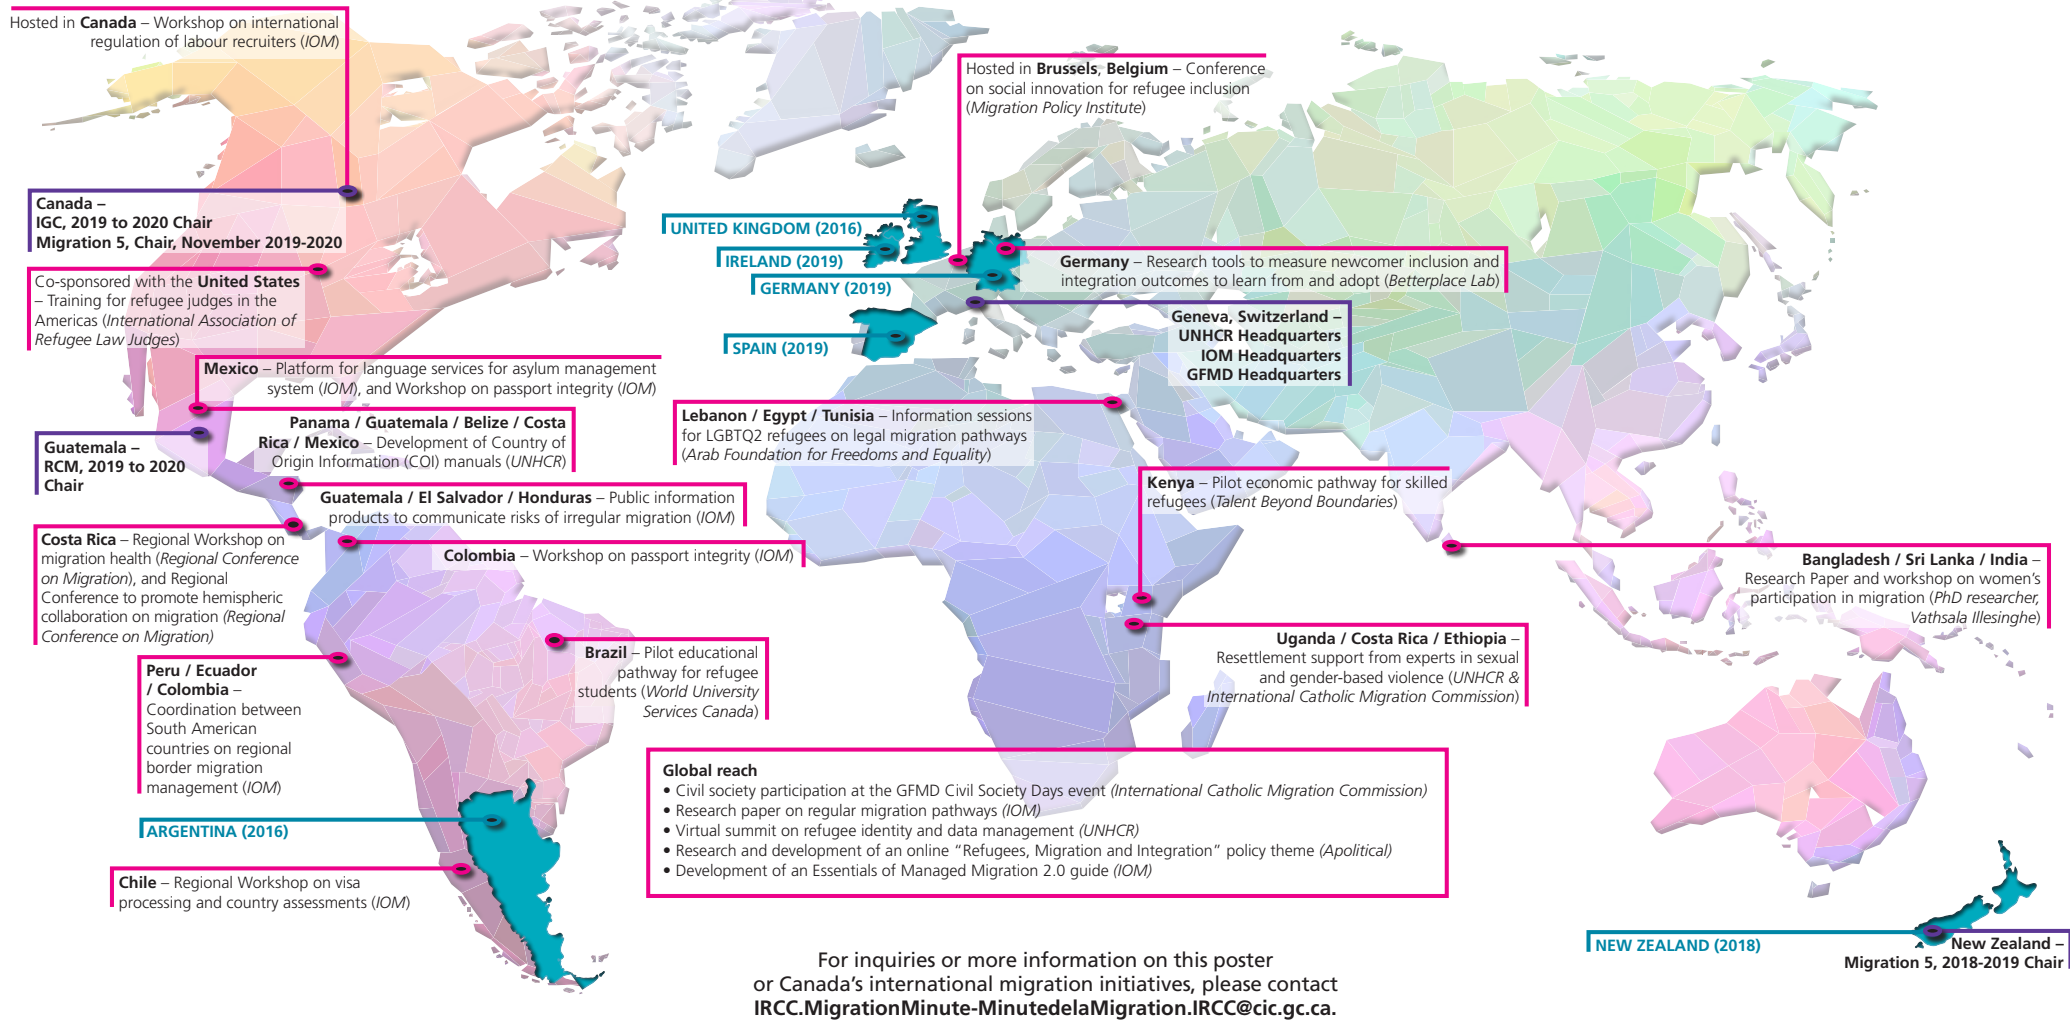 Hosted in Canada – Workshop on international
regulation of labour recruiters (IOM)
Canada –
IGC, 2019 to 2020 Chair
Migration 5, Chair, November 2019-2020
Co-sponsored with the United States
– Training for refugee judges in the
Americas (International Association of
Refugee Law Judges)
Mexico – Platform for language services for asylum management
system (IOM), and Workshop on passport integrity (IOM)
Panama / Guatemala / Belize / Costa
Rica / Mexico – Development of Country of
Origin Information (COI) manuals (UNHCR)
Guatemala –
RCM, 2019 to 2020
Chair
Guatemala / El Salvador / Honduras – Public information
products to communicate risks of irregular migration (IOM)
Costa Rica – Regional Workshop on
migration health (Regional Conference
on Migration), and Regional
Conference to promote hemispheric
collaboration on migration (Regional
Conference on Migration)
Colombia – Workshop on passport integrity (IOM)
Peru / Ecuador
/ Colombia –
Coordination between
South American
countries on regional
border migration
management (IOM)
Brazil – Pilot educational
pathway for refugee
students (World University
Services Canada)
ARGENTINA (2016)
Chile – Regional Workshop on visa
processing and country assessments (IOM)
Hosted in Brussels, Belgium – Conference
on social innovation for refugee inclusion
(Migration Policy Institute)
UNITED KINGDOM (2016)
IRELAND (2019)
GERMANY (2019)
SPAIN (2019)
Germany – Research tools to measure newcomer inclusion and
integration outcomes to learn from and adopt (Betterplace Lab)
Geneva, Switzerland –
UNHCR Headquarters
IOM Headquarters
GFMD Headquarters
Lebanon / Egypt / Tunisia – Information sessions
for LGBTQ2 refugees on legal migration pathways
(Arab Foundation for Freedoms and Equality)
Kenya – Pilot economic pathway for skilled
refugees (Talent Beyond Boundaries)
Bangladesh / Sri Lanka / India –
Research Paper and workshop on women's
participation in migration (PhD researcher,
Vathsala Illesinghe)
Uganda / Costa Rica / Ethiopia –
Resettlement support from experts in sexual
and gender-based violence (UNHCR &
International Catholic Migration Commission)
Global reach
• Civil society participation at the GFMD Civil Society Days event (International Catholic Migration Commission)
• Research paper on regular migration pathways (IOM)
• Virtual summit on refugee identity and data management (UNHCR)
• Research and development of an online “Refugees, Migration and Integration” policy theme (Apolitical)
• Development of an Essentials of Managed Migration 2.0 guide (IOM)
NEW ZEALAND (2018)
New Zealand –
Migration 5, 2018-2019 Chair
For inquiries or more information on this poster
or Canada's international migration initiatives, please contact
IRCC.MigrationMinute-MinutedelaMigration.IRCC@cic.gc.ca.